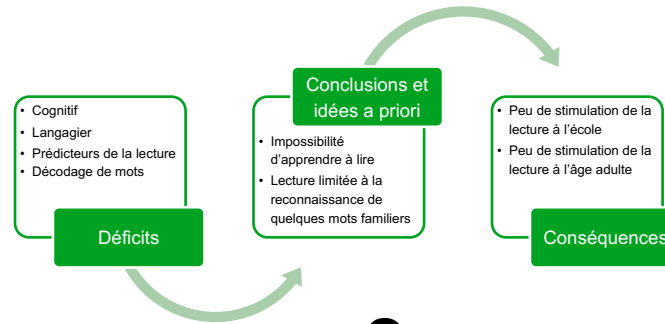 • Cognitif
• Langagier
• Prédicteurs de la lecture
• Décodage de mots
Déficits
Conclusions et
idées a priori
• Impossibilité
d'apprendre à lire
• Lecture limitée à la
reconnaissance de
quelques mots familiers
• Peu de stimulation de la
lecture à l'école
• Peu de stimulation de la
lecture à l'âge adulte
Conséquences